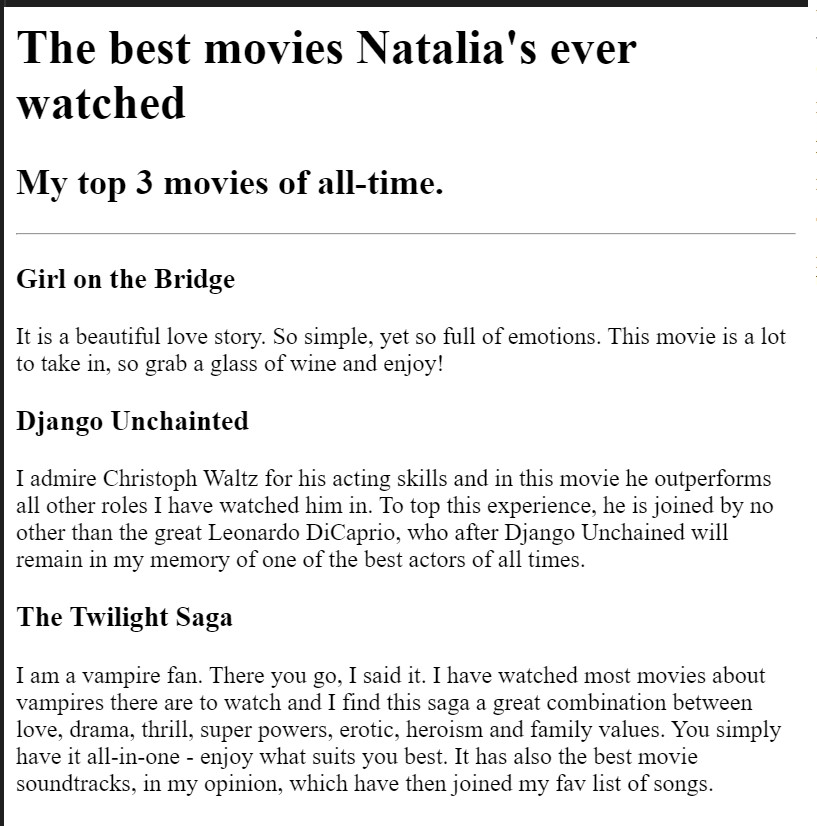 The best movies Natalia's ever
watched
My top 3 movies of all-time.
Girl on the Bridge
It is a beautiful love story. So simple, yet so full of emotions. This movie is a lot
to take in, so grab a glass of wine and enjoy!
Django Unchainted
I admire Christoph Waltz for his acting skills and in this movie he outperforms
all other roles I have watched him in. To top this experience, he is joined by no
other than the great Leonardo DiCaprio, who after Django Unchained will
remain in my memory of one of the best actors of all times.
The Twilight Saga
I am a vampire fan. There you go, I said it. I have watched most movies about
vampires there are to watch and I find this saga a great combination between
love, drama, thrill, super powers, erotic, heroism and family values. You simply
have it all-in-one - enjoy what suits you best. It has also the best movie
soundtracks, in my opinion, which have then joined my fav list of songs.